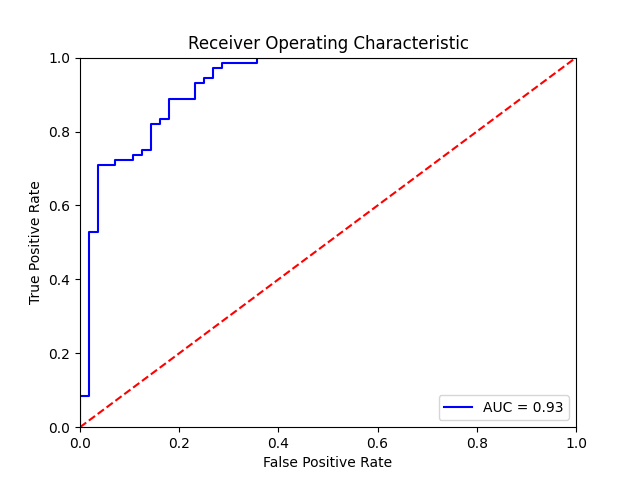 Receiver Operating Characteristic
1.0
0.8
0.6
0.4
0.2
0.0
True Positive Rate
AUC = 0.93
0.0 0.2 0.4 0.6 0.8 1.0
False Positive Rate